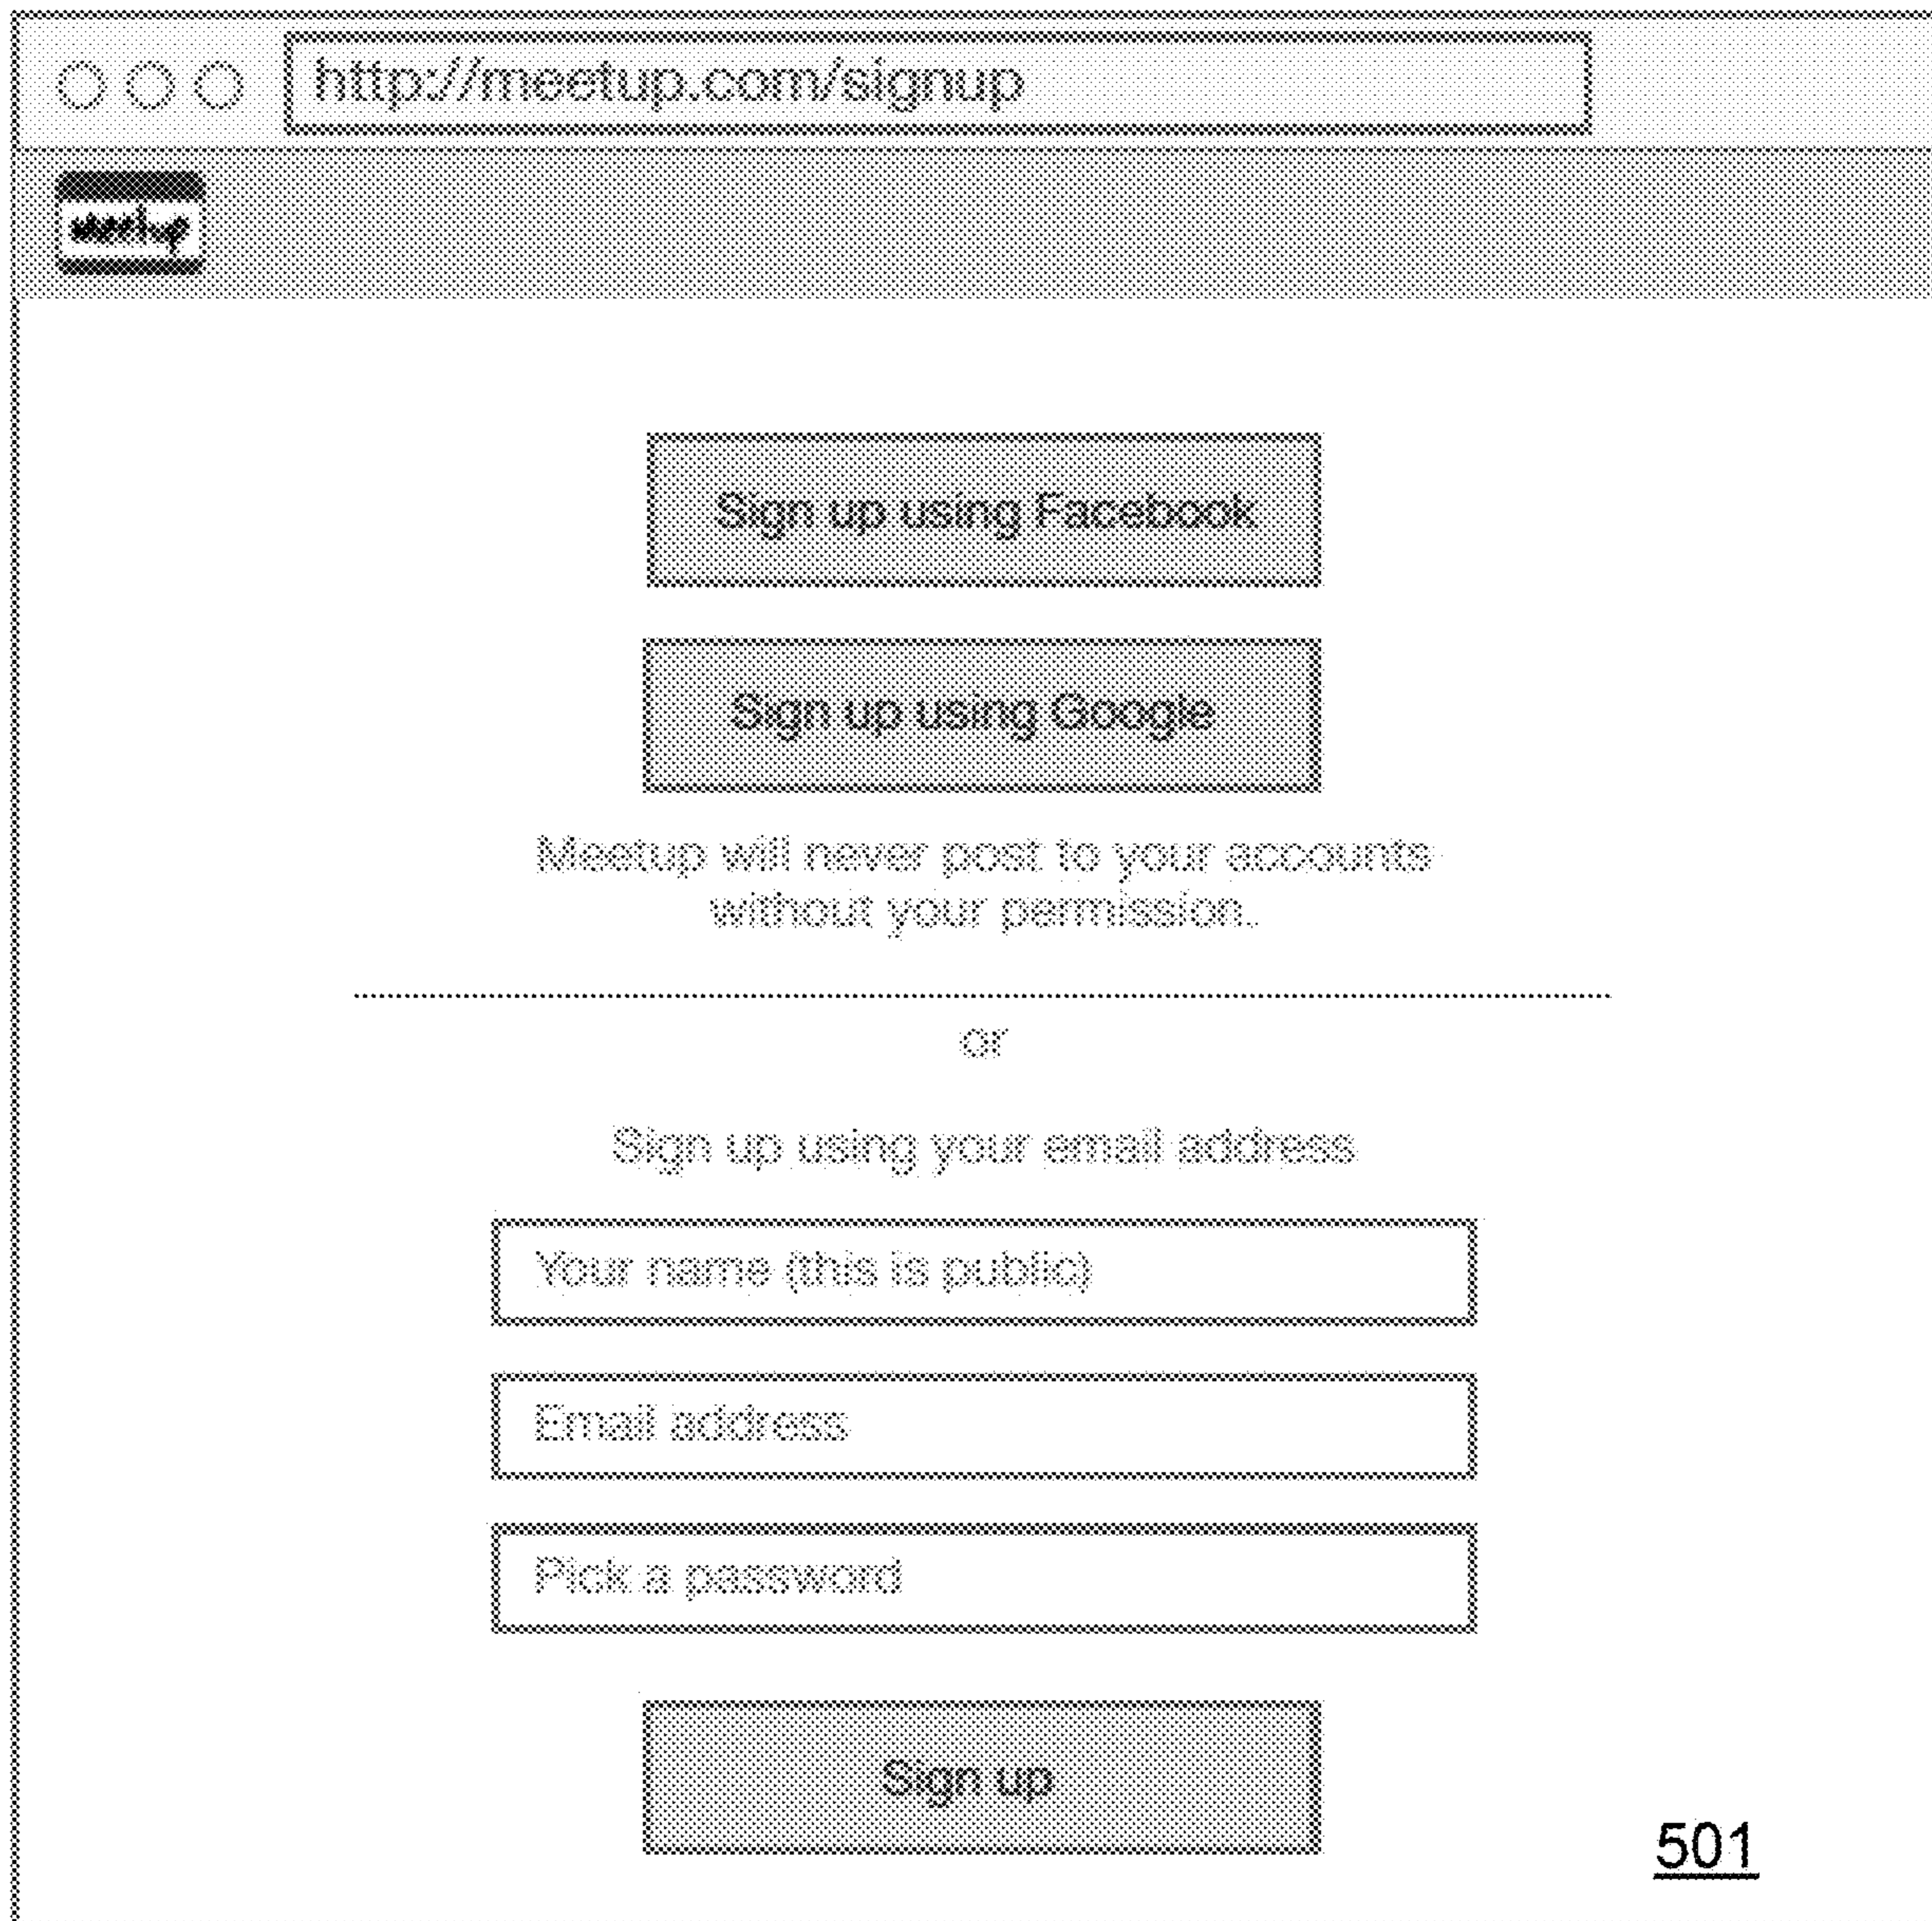 http://meetup.com/signup
meetup
Sign up using Facebook
Sign up using Google
Meetup will never post to your accounts
without your permission.
or
Sign up using your email address
Your name (this is public)
Email address
Pick a password
Sign up
501